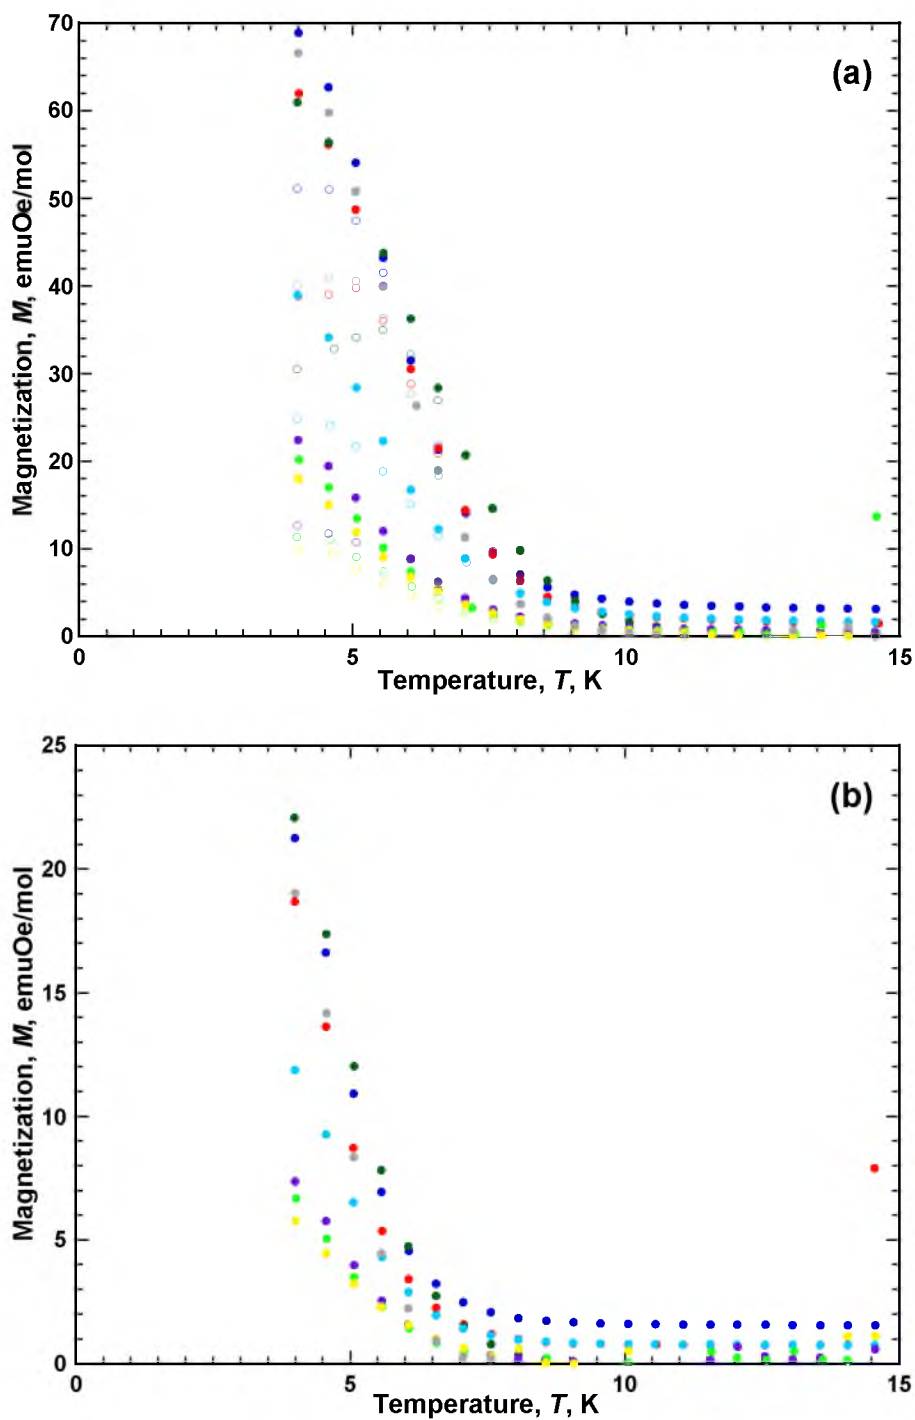 70
(a)
60
50
40
30
20
10
0
0 5 10 15
Magnetization, M, emuOe/mol
Temperature, T, K
25
(b)
20
15
10
5
0
0 5 10 15
Magnetization, M, emuOe/mol
Temperature, T, K